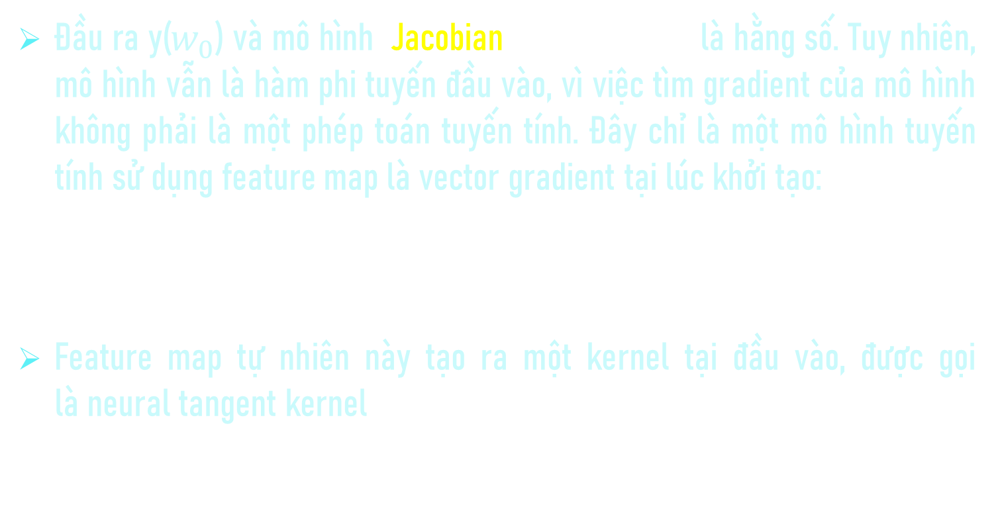 ➢ Đầu ra y(𝑤₀) và mô hình Jacobian là hằng số. Tuy nhiên,
mô hình vẫn là hàm phi tuyến đầu vào, vì việc tìm gradient của mô hình
không phải là một phép toán tuyến tính. Đây chỉ là một mô hình tuyến
tính sử dụng feature map là vector gradient tại lúc khởi tạo:
➢ Feature map tự nhiên này tạo ra một kernel tại đầu vào, được gọi
là neural tangent kernel